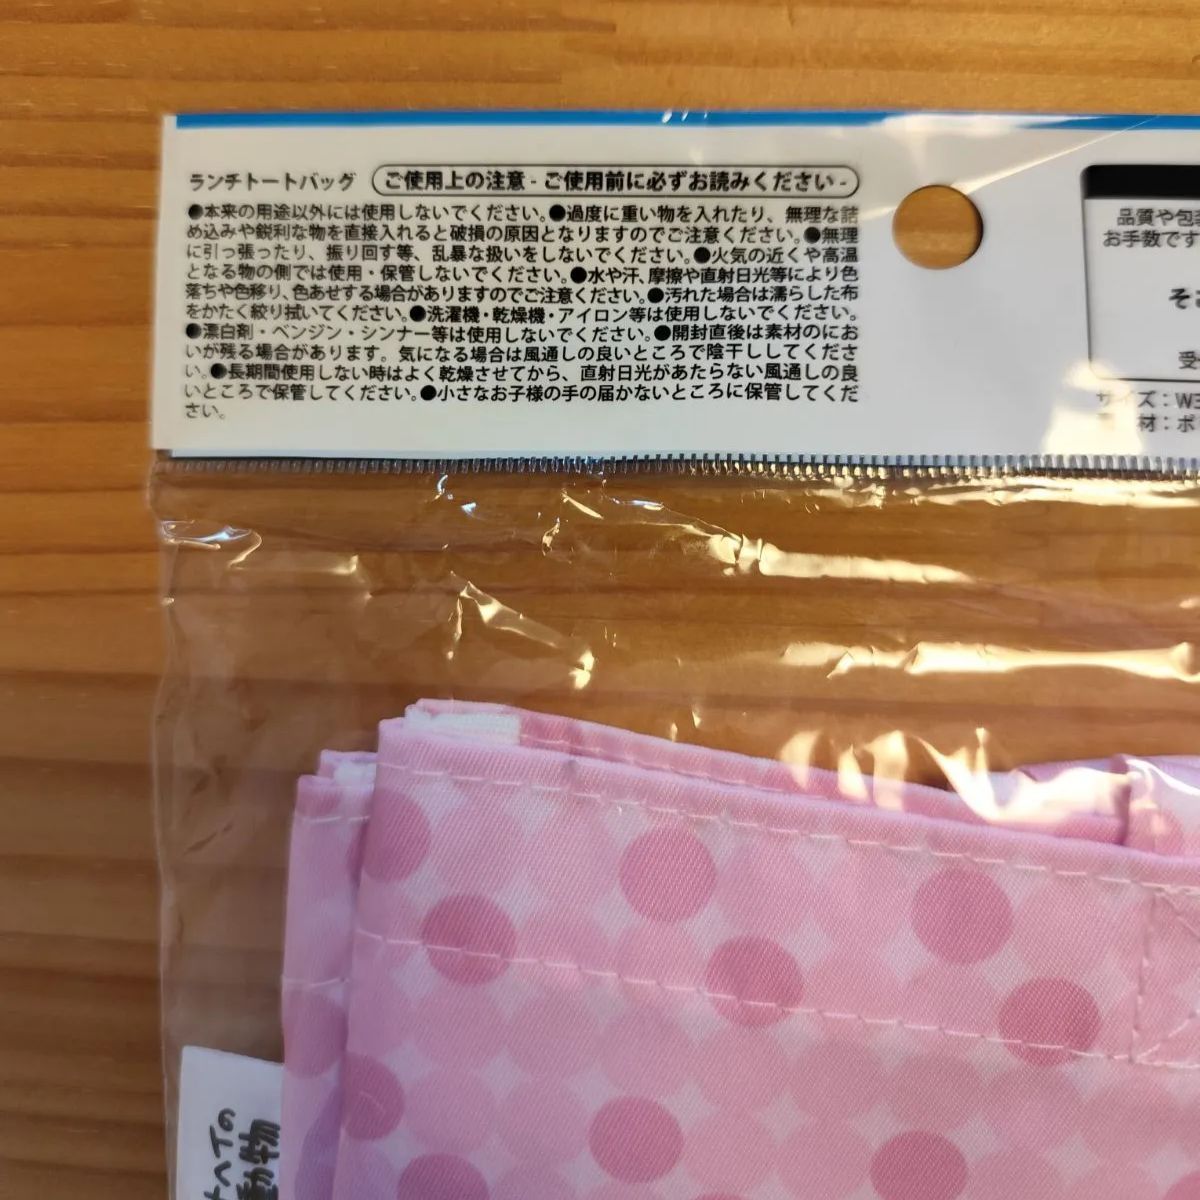 ランチトートバッグ ご使用上の注意 - ご使用前に必ずお読みください -
●本来の用途以外には使用しないでください。●過度に重い物を入れたり、無理な詰
め込みや鋭利な物を直接入れると破損の原因となりますのでご注意ください。●無理
に引っ張ったり、振り回す等、乱暴な扱いをしないでください。●火気の近くや高温
となる物の側では使用・保管しないでください。●水や汗、摩擦や直射日光等により色
落ちや色移り、色あせする場合がありますのでご注意ください。●汚れた場合は濡らした布
をかたく絞り拭いてください。●洗濯機・乾燥機・アイロン等は使用しないでください。
●漂白剤・ベンジン・シンナー等は使用しないでください。●開封直後は素材のにお
いが残る場合があります。気になる場合は風通しの良いところで陰干ししてくださ
い。●長期間使用しない時はよく乾燥させてから、直射日光があたらない風通しの良
いところで保管してください。●小さなお子様の手の届かないところに保管してくだ
さい。
品質や包
お手数です
そ
受
サイズ：W3
材：ポ
ヘイの
動物